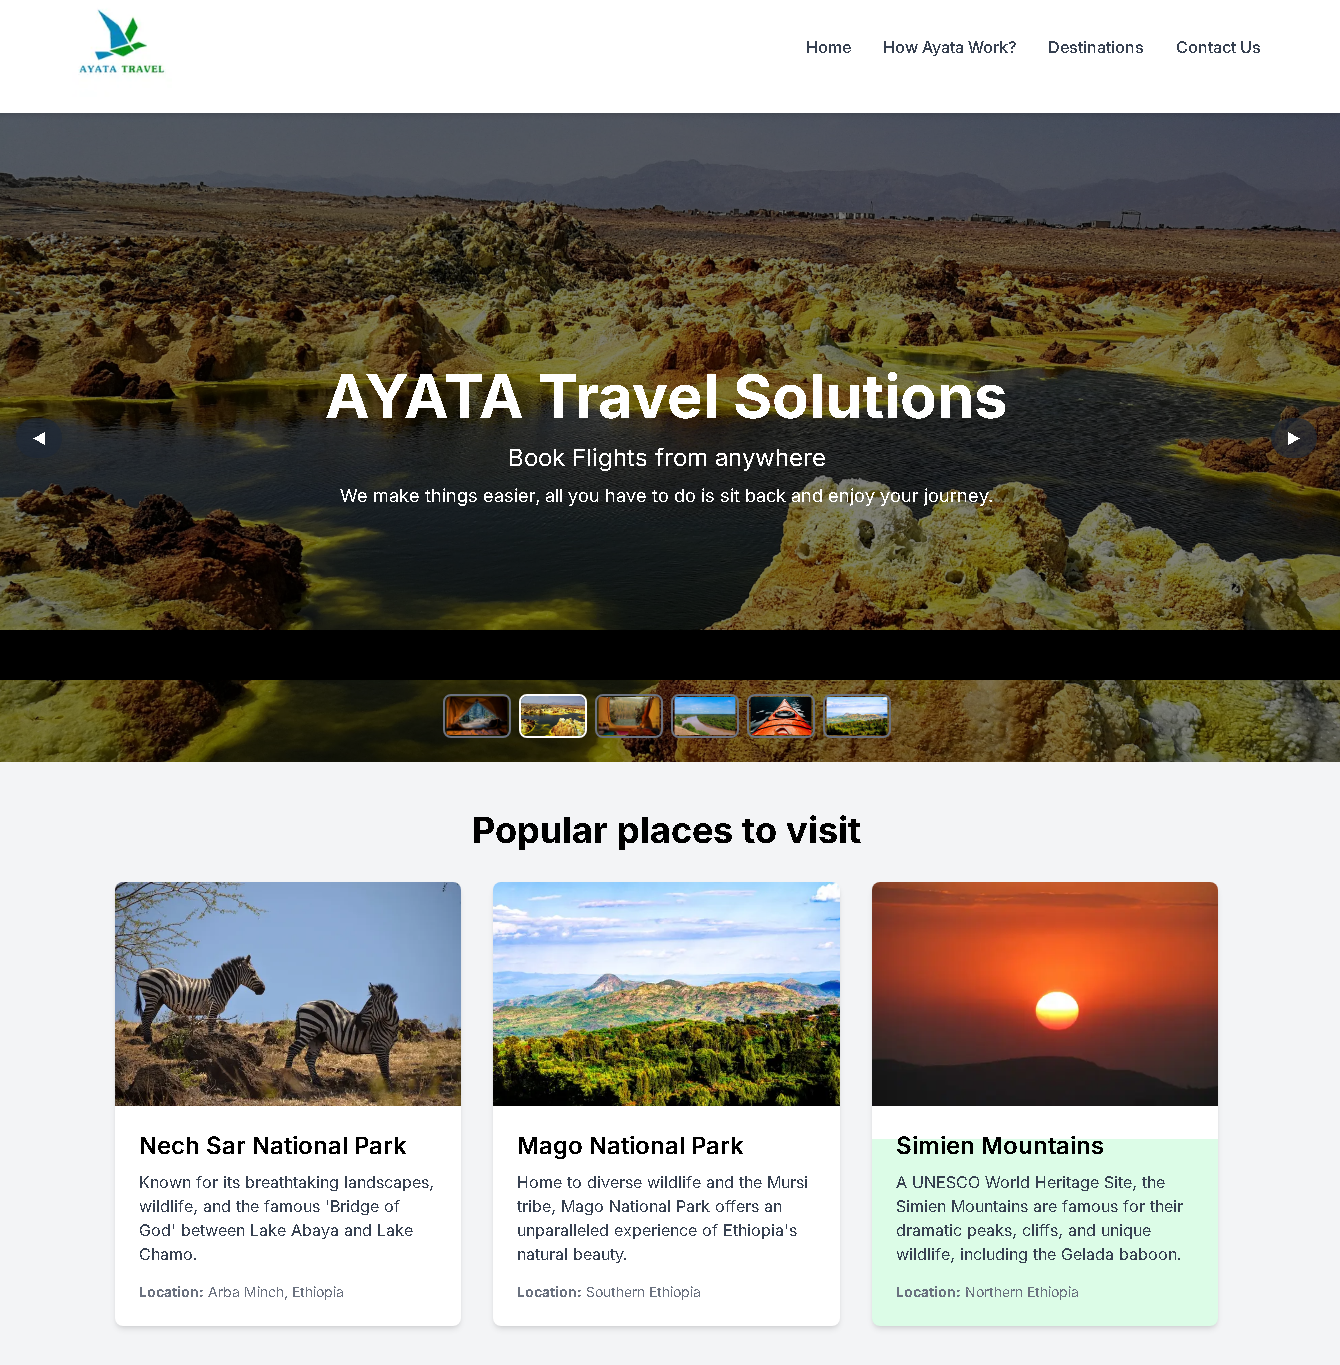 AYATA TRAVEL
Home
How Ayata Work?
Destinations
Contact Us
AYATA Travel Solutions
Book Flights from anywhere
We make things easier, all you have to do is sit back and enjoy your journey.
Popular places to visit
Nech Sar National Park
Known for its breathtaking landscapes,
wildlife, and the famous 'Bridge of
God' between Lake Abaya and Lake
Chamo.
Location: Arba Minch, Ethiopia
Mago National Park
Home to diverse wildlife and the Mursi
tribe, Mago National Park offers an
unparalleled experience of Ethiopia's
natural beauty.
Location: Southern Ethiopia
Simien Mountains
A UNESCO World Heritage Site, the
Simien Mountains are famous for their
dramatic peaks, cliffs, and unique
wildlife, including the Gelada baboon.
Location: Northern Ethiopia